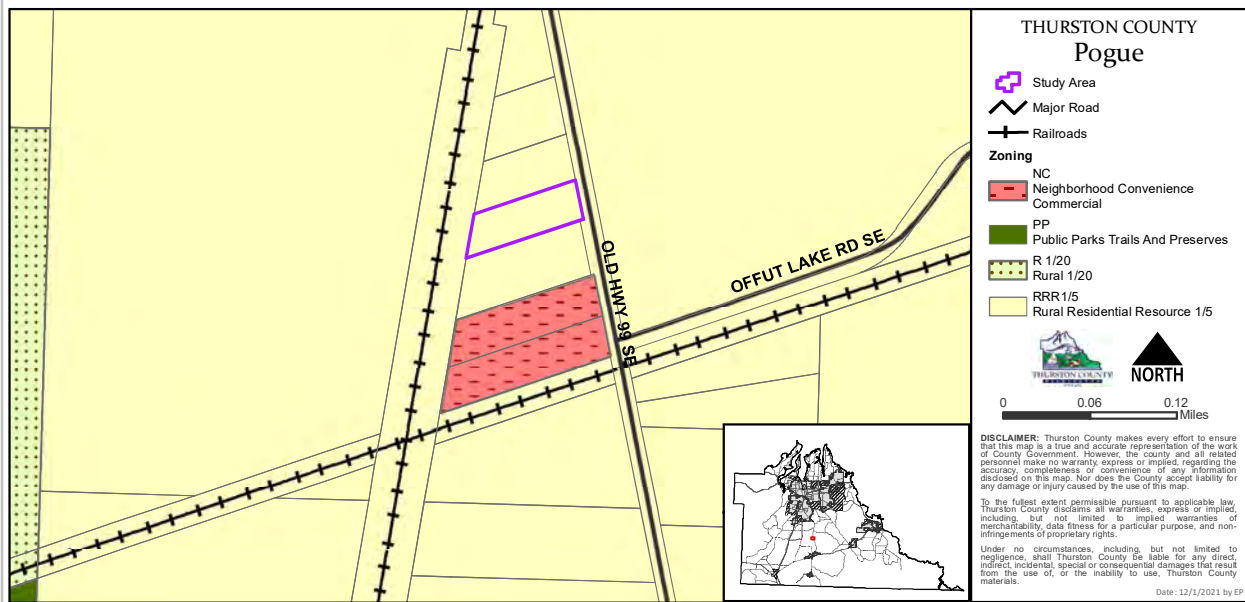 OLD HWY 99 SE
OFFUT LAKE RD SE
THURSTON COUNTY
Pogue
Study Area
Major Road
Railroads
Zoning
NC
Neighborhood Convenience
Commercial
PP
Public Parks Trails And Preserves
R 1/20
Rural 1/20
RRR1/5
Rural Residential Resource 1/5
THURSTON COUNTY
NORTH
0 0.06 0.12
Miles
DISCLAIMER: Thurston County makes every effort to ensure
that this map is a true and accurate representation of the work
of County Government. However, the county and all related
personnel make no warranty, express or implied, regarding the
accuracy, completeness or convenience of any information
disclosed on this map. Nor does the County accept liability for
any damage or injury caused by the use of this map.
To the fullest extent permissible pursuant to applicable law,
Thurston County disclaims all warranties, express or implied,
including, but not limited to implied warranties of
merchantability, data fitness for a particular purpose, and non-
infringements of proprietary rights.
Under no circumstances, including, but not limited to
negligence, shall Thurston County be liable for any direct,
indirect, incidental, special or consequential damages that result
from the use of, or the inability to use, Thurston County
materials.
Date: 12/1/2021 by EP